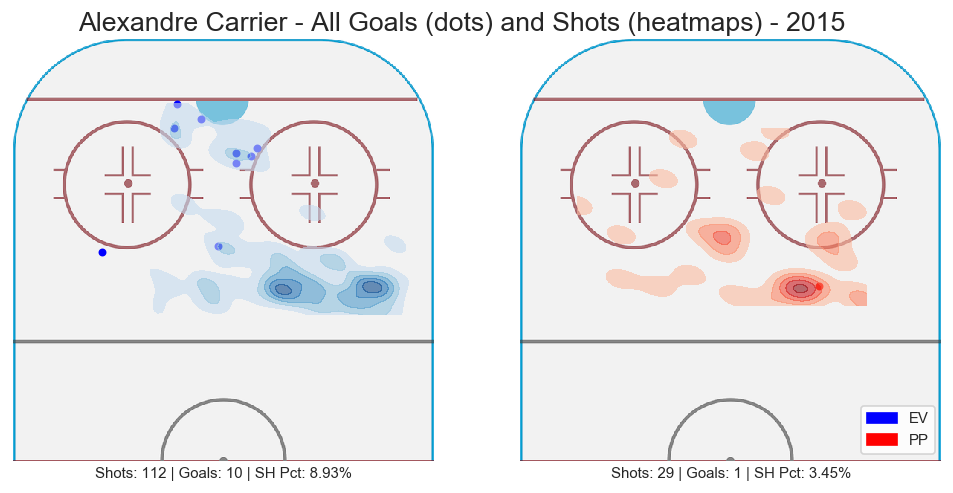 Alexandre Carrier - All Goals (dots) and Shots (heatmaps) - 2015
EV
PP
Shots: 112 | Goals: 10 | SH Pct: 8.93%
Shots: 29 | Goals: 1 | SH Pct: 3.45%